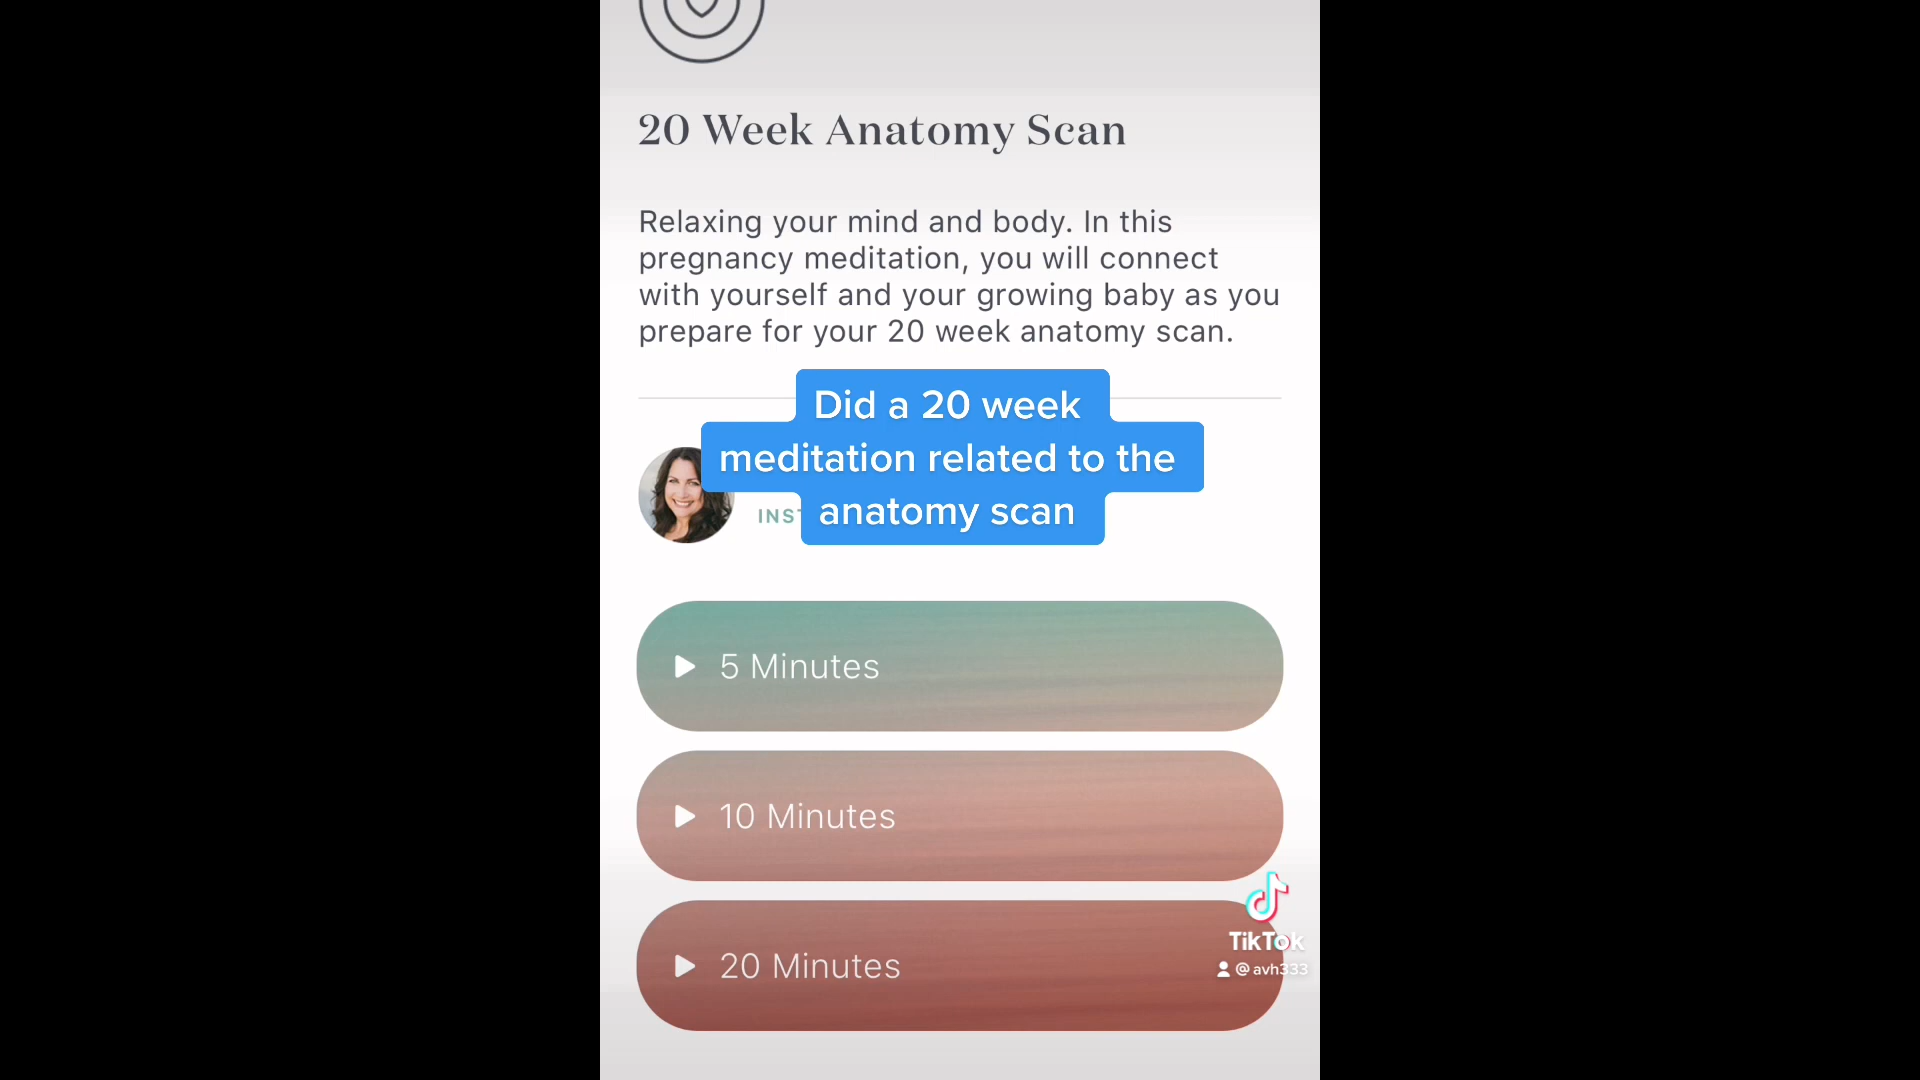 20 Week Anatomy Scan
Relaxing your mind and body. In this
pregnancy meditation, you will connect
with yourself and your growing baby as you
prepare for your 20 week anatomy scan.
Did a 20 week
meditation related to the
anatomy scan
5 Minutes
10 Minutes
20 Minutes
TikTok
@avh333